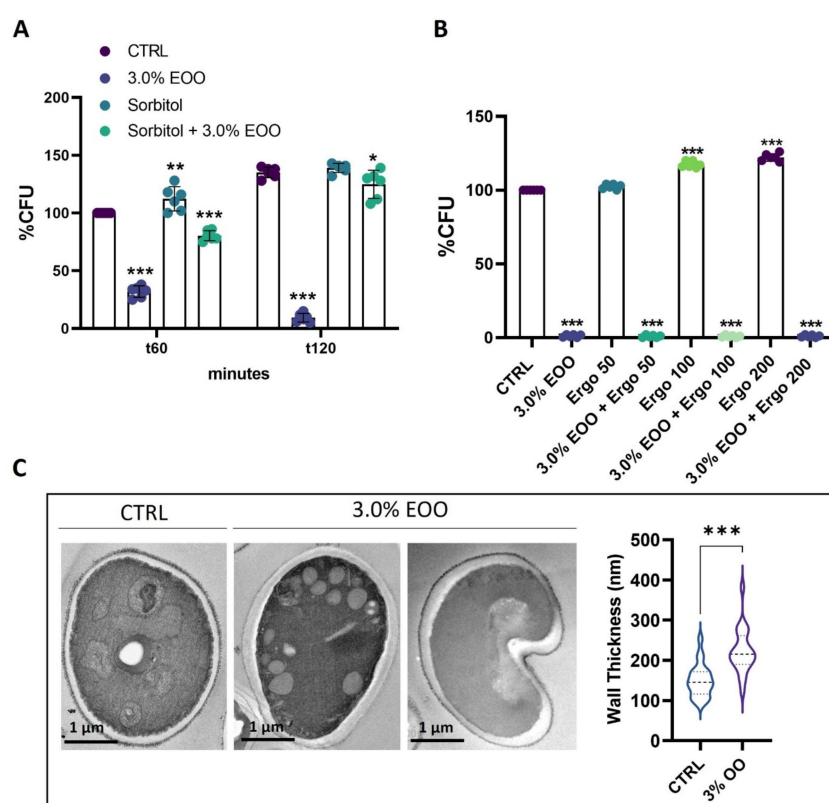 A
CTRL
3.0% EOO
Sorbitol
Sorbitol + 3.0% EOO
200
150
100
50
0
%CFU
**
***
***
***
*
t60
t120
minutes
B
150
100
50
0
%CFU
***
***
***
***
***
***
CTRL
3.0% EOO
Ergo 50
3.0% EOO + Ergo 50
Ergo 100
3.0% EOO + Ergo 100
Ergo 200
3.0% EOO + Ergo 200
C
CTRL
3.0% EOO
1 µm
1 µm
1 µm
500
400
300
200
100
0
Wall Thickness (nm)
***
CTRL
3% OO